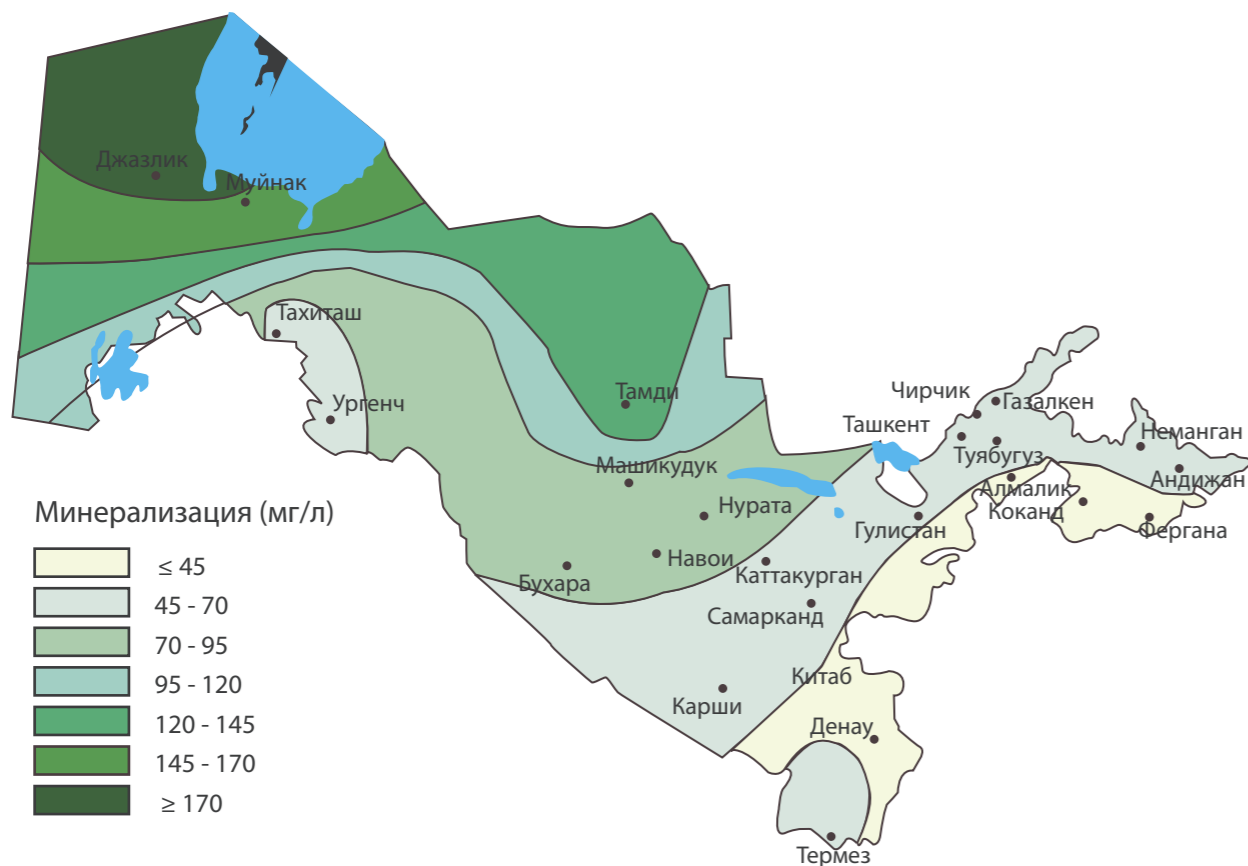 Джазлик
Муйнак
Тахиташ
Ургенч
Тамди
Чирчик
Газалкен
Ташкент
Туябугуз
Неманган
Андижан
Машикудук
Нурата
Алмалик
Коканд
Гулистан
Фергана
Навои
Бухара
Каттакурган
Самарканд
Китаб
Карши
Денау
Термез
Минерализация (мг/л)
≤ 45
45 - 70
70 - 95
95 - 120
120 - 145
145 - 170
≥ 170